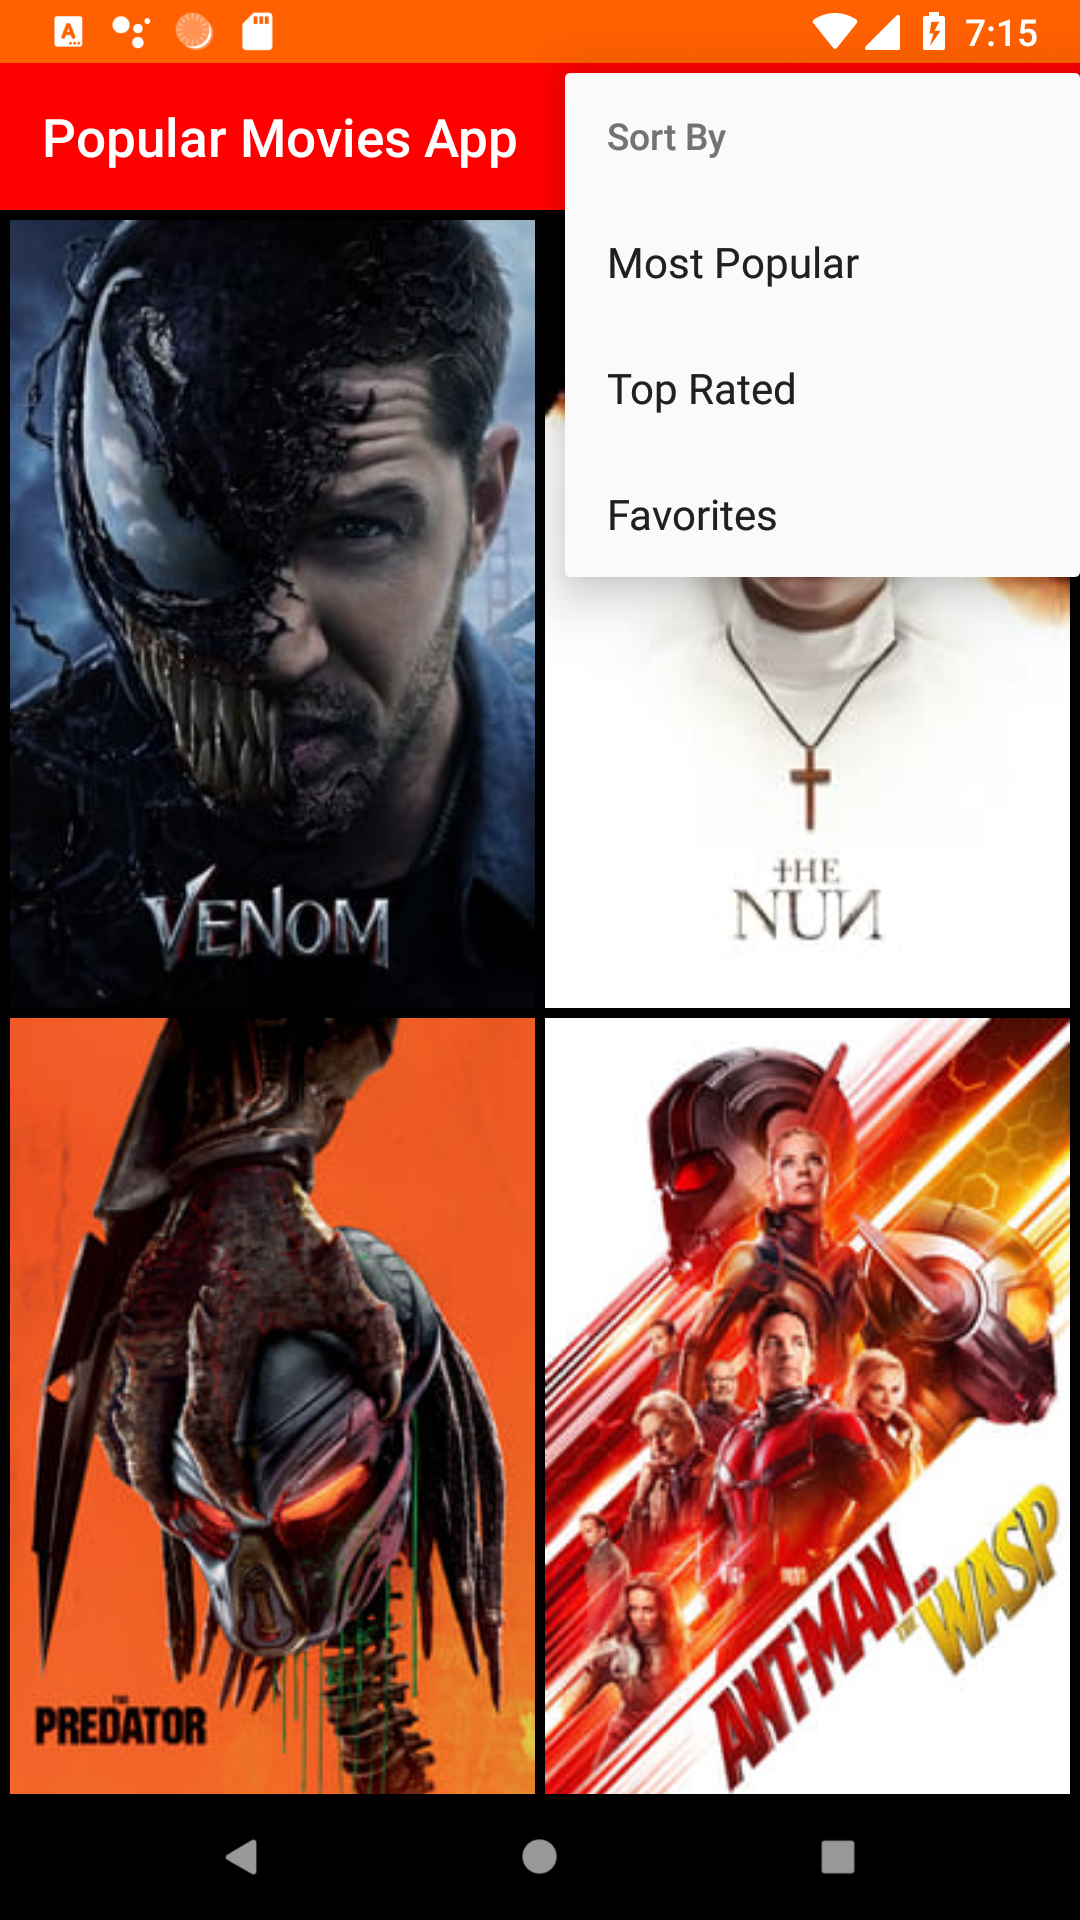 7:15
Popular Movies App
Sort By
Most Popular
Top Rated
Favorites
VENOM
THE
NUN
THE
PREDATOR
ANT-MAN
AND
THE
WASP